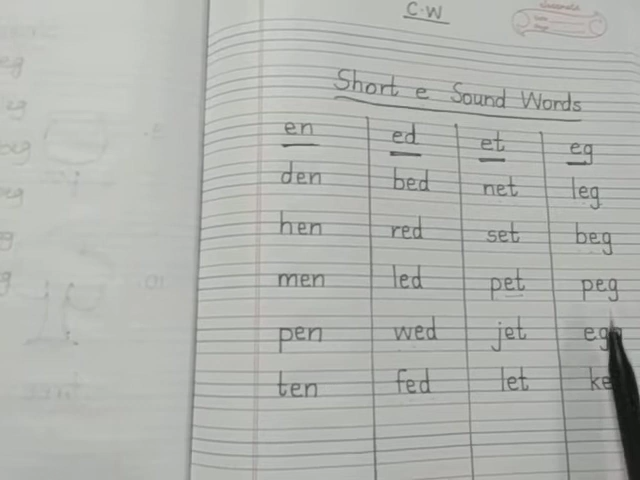 C.W
Short e Sound Words
en ed et eg
den bed net leg
hen red set beg
men led pet peg
pen wed jet
ten fed let